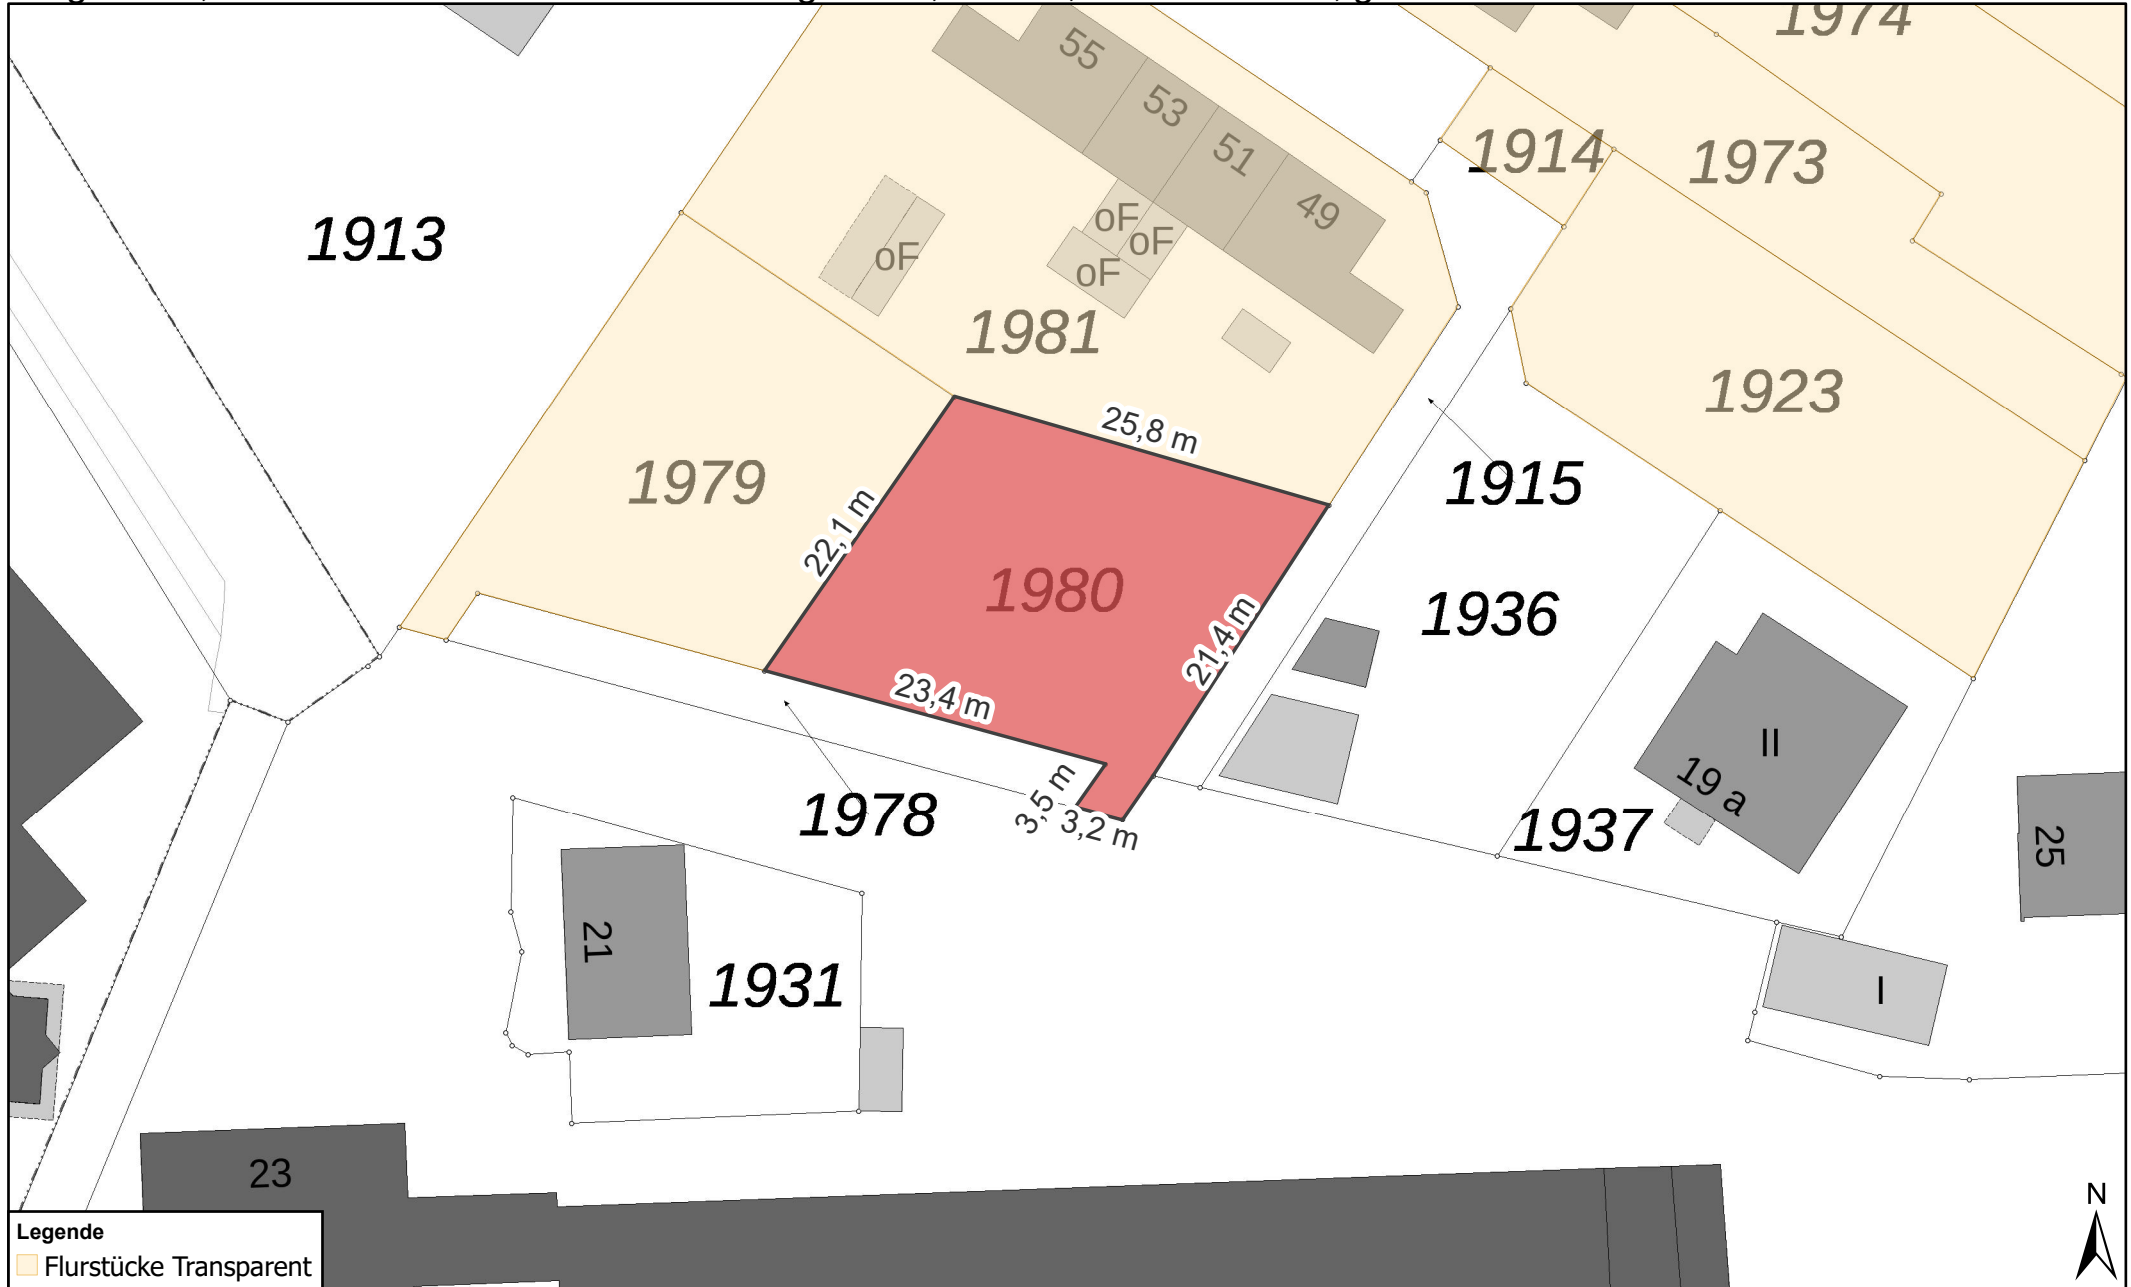 1974
55
53
51
49
1914
1973
1913
oF
oF
oF
oF
1981
1923
25,8 m
1979
1915
22,1 m
1980
1936
21,4 m
23,4 m
II
19 a
3,5 m
3,2 m
1978
1937
25
21
1931
I
23
N
Legende
Flurstücke Transparent